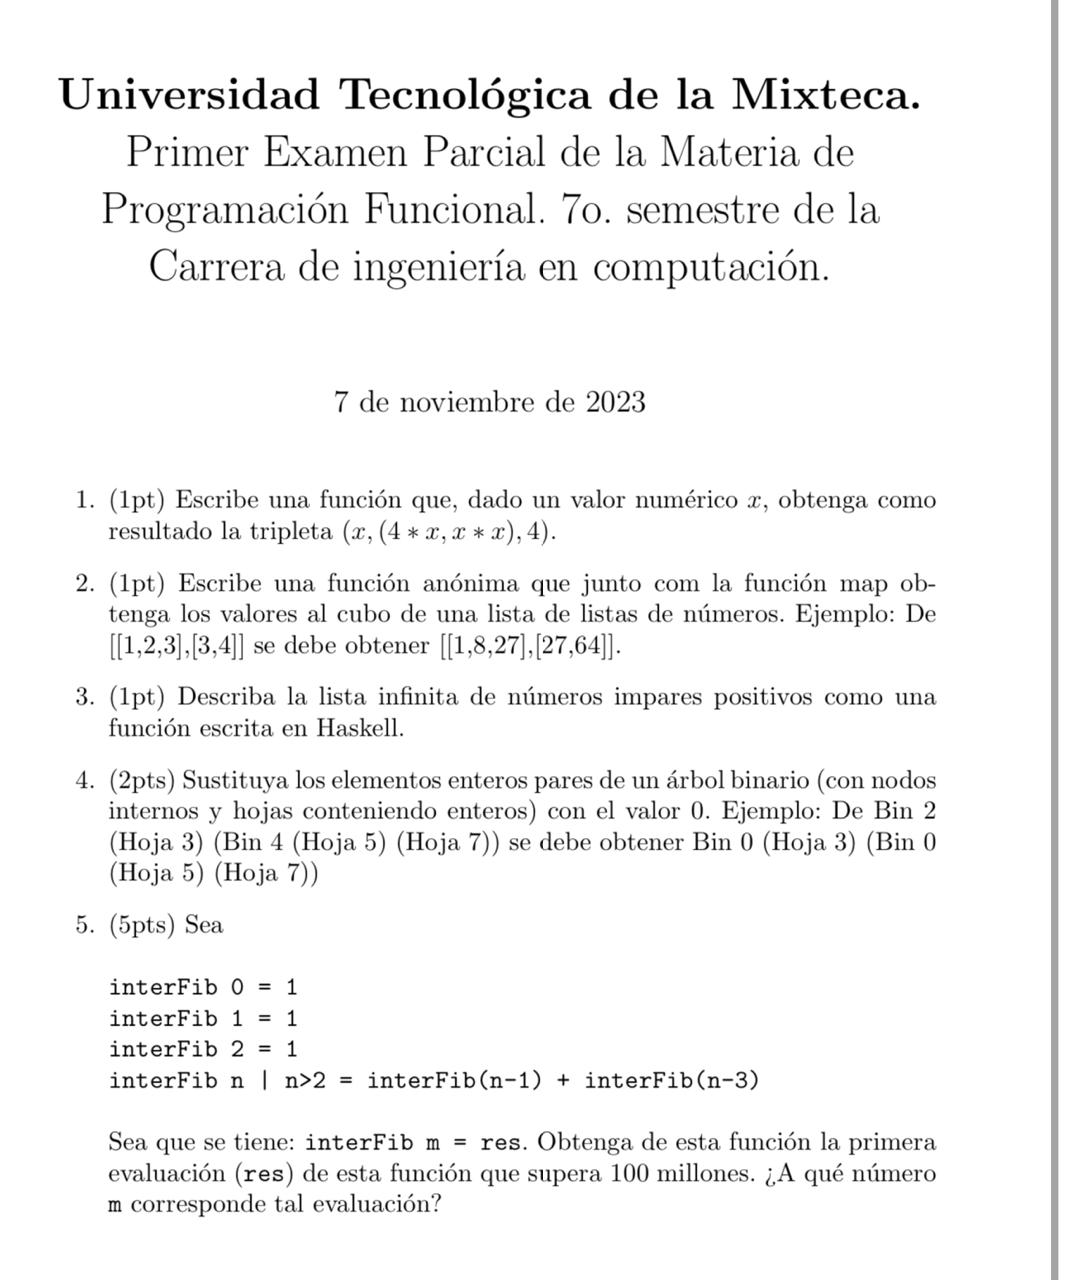 Universidad Tecnológica de la Mixteca.
Primer Examen Parcial de la Materia de
Programación Funcional. 7o. semestre de la
Carrera de ingeniería en computación.
7 de noviembre de 2023
1. (1pt) Escribe una función que, dado un valor numérico x, obtenga como
resultado la tripleta (x, (4 ∗ x, x ∗ x), 4).
2. (1pt) Escribe una función anónima que junto com la función map ob-
tenga los valores al cubo de una lista de listas de números. Ejemplo: De
[[1,2,3],[3,4]] se debe obtener [[1,8,27],[27,64]].
3. (1pt) Describa la lista infinita de números impares positivos como una
función escrita en Haskell.
4. (2pts) Sustituya los elementos enteros pares de un árbol binario (con nodos
internos y hojas conteniendo enteros) con el valor 0. Ejemplo: De Bin 2
(Hoja 3) (Bin 4 (Hoja 5) (Hoja 7)) se debe obtener Bin 0 (Hoja 3) (Bin 0
(Hoja 5) (Hoja 7))
5. (5pts) Sea
interFib 0 = 1
interFib 1 = 1
interFib 2 = 1
interFib n | n>2 = interFib(n-1) + interFib(n-3)
Sea que se tiene: interFib m = res. Obtenga de esta función la primera
evaluación (res) de esta función que supera 100 millones. ¿A qué número
m corresponde tal evaluación?